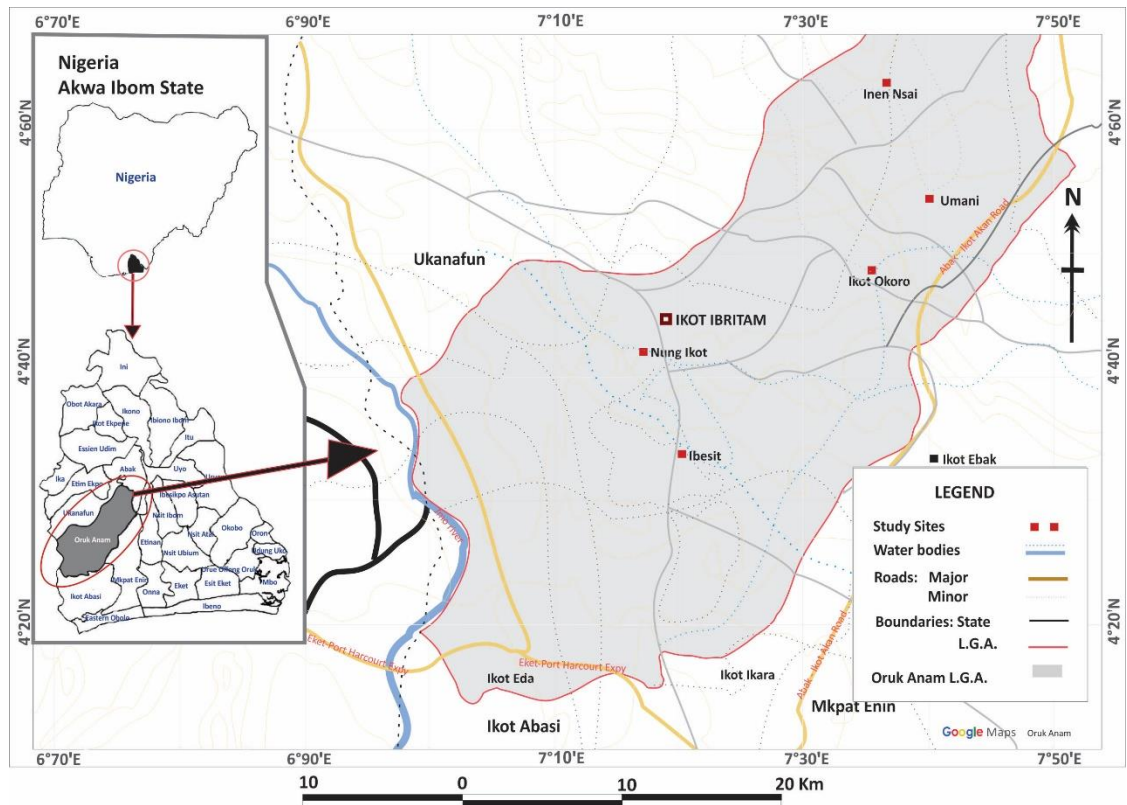 6°70'E
6°90'E
7°10'E
7°30'E
7°50'E
4°60'N
4°40'N
4°20'N
Nigeria
Akwa Ibom State
Nigeria
Ini
Obot Akara
Ikono
Ikot Ekpene
Ibiono Ibom
Itu
Essien Udim
Abak
Uyo
Ika
Etim Ekpo
Ibesikpo Asutan
Ukanafun
Nsit Ibom
Oruk Anam
Etinan
Nsit Atai
Okobo
Oron
Nsit Ubium
Udung Uko
Mkpat Enin
Onna
Eket
Esit Eket
Mbo
Ikot Abasi
Ibeno
Eastern Obolo
Inen Nsai
Umani
Ikot Okoro
Abak - Ikot Akan Road
N
Ukanafun
IKOT IBRITAM
Nung Ikot
Ibesit
Ikot Ebak
Eket-Port Harcourt Expy
Eket-Port Harcourt Expy
Ikot Eda
Ikot Abasi
Ikot Ikara
Abak - Ikot Akan Road
Mkpat Enin
LEGEND
Study Sites
Water bodies
Roads: Major
Minor
Boundaries: State
L.G.A.
Oruk Anam L.G.A.
Google Maps Oruk Anam
4°60'N
4°40'N
4°20'N
6°70'E
6°90'E
7°10'E
7°30'E
7°50'E
10
0
10
20 Km